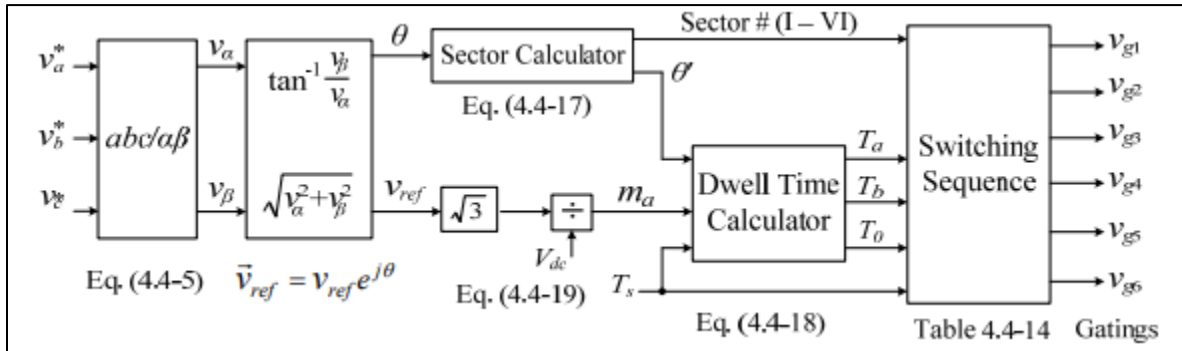 Sector # (I – VI)
v*a
v*b
v*c
abc/αβ
vα
vβ
tan⁻¹ vβ/vα
√(v²α+v²β)
θ
Sector Calculator
θ′
Eq. (4.4-17)
vref
√3
÷
ma
Vdc
Dwell Time
Calculator
Ta
Tb
T0
Ts
Switching
Sequence
vg1
vg2
vg3
vg4
vg5
vg6
Eq. (4.4-5)
v⃗ref = vref e^jθ
Eq. (4.4-19)
Eq. (4.4-18)
Table 4.4-14
Gatings